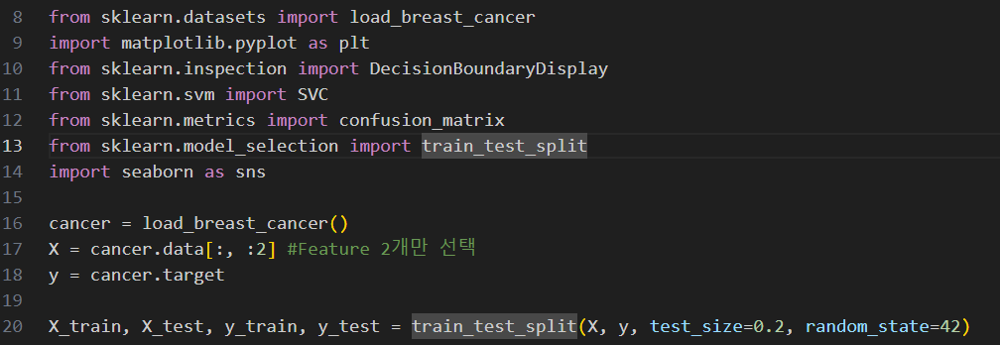 8 from sklearn.datasets import load_breast_cancer
9 import matplotlib.pyplot as plt
10 from sklearn.inspection import DecisionBoundaryDisplay
11 from sklearn.svm import SVC
12 from sklearn.metrics import confusion_matrix
13 from sklearn.model_selection import train_test_split
14 import seaborn as sns
15
16 cancer = load_breast_cancer()
17 X = cancer.data[:, :2] #Feature 2개만 선택
18 y = cancer.target
19
20 X_train, X_test, y_train, y_test = train_test_split(X, y, test_size=0.2, random_state=42)